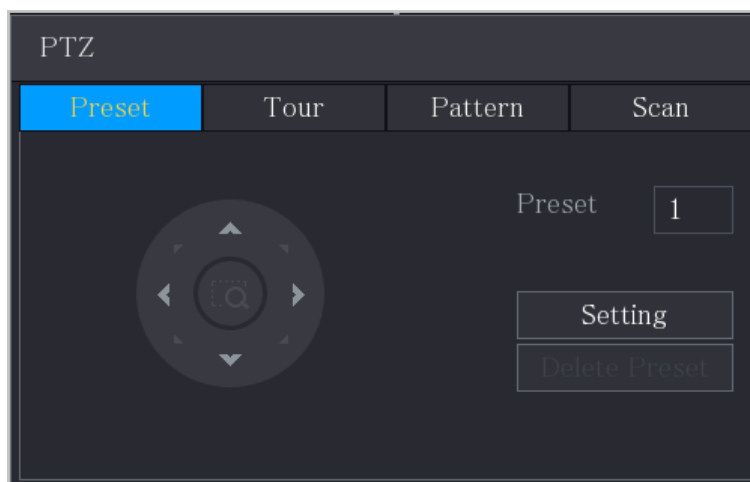 PTZ
Preset Tour Pattern Scan
Preset 1
Setting
Delete Preset